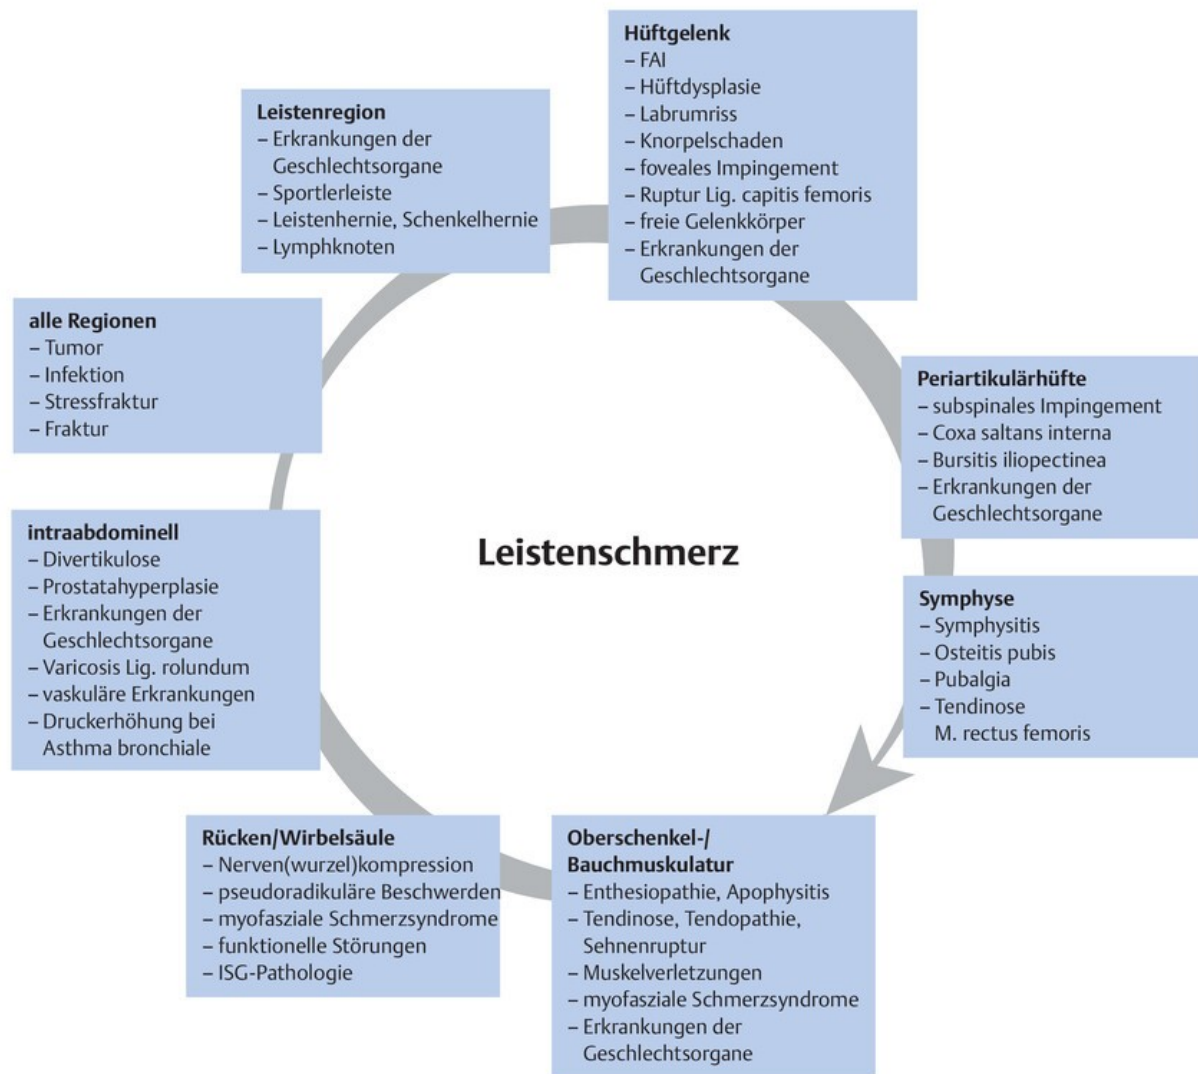 Hüftgelenk
– FAI
– Hüftdysplasie
– Labrumriss
– Knorpelschaden
– foveales Impingement
– Ruptur Lig. capitis femoris
– freie Gelenkkörper
– Erkrankungen der
Geschlechtsorgane
Leistenregion
– Erkrankungen der
Geschlechtsorgane
– Sportlerleiste
– Leistenhernie, Schenkelhernie
– Lymphknoten
alle Regionen
– Tumor
– Infektion
– Stressfraktur
– Fraktur
Periartikulärhüfte
– subspinales Impingement
– Coxa saltans interna
– Bursitis iliopectinea
– Erkrankungen der
Geschlechtsorgane
intraabdominell
– Divertikulose
– Prostatahyperplasie
– Erkrankungen der
Geschlechtsorgane
– Varicosis Lig. rolundum
– vaskuläre Erkrankungen
– Druckerhöhung bei
Asthma bronchiale
Leistenschmerz
Symphyse
– Symphysitis
– Osteitis pubis
– Pubalgia
– Tendinose
M. rectus femoris
Rücken/Wirbelsäule
– Nerven(wurzel)kompression
– pseudoradikuläre Beschwerden
– myofasziale Schmerzsyndrome
– funktionelle Störungen
– ISG-Pathologie
Oberschenkel-/
Bauchmuskulatur
– Enthesiopathie, Apophysitis
– Tendinose, Tendopathie,
Sehnenruptur
– Muskelverletzungen
– myofasziale Schmerzsyndrome
– Erkrankungen der
Geschlechtsorgane